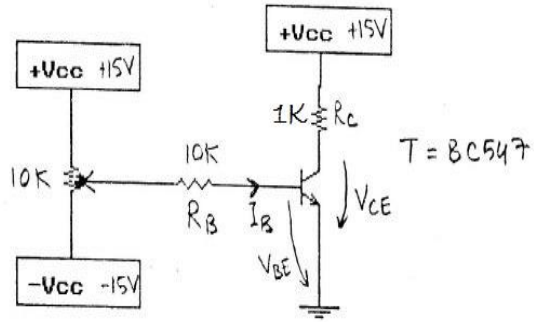 +Vcc +15V
+Vcc +15V
1K Rc
10K
T = BC547
10K
RB
IB
VCE
VBE
-Vcc -15V